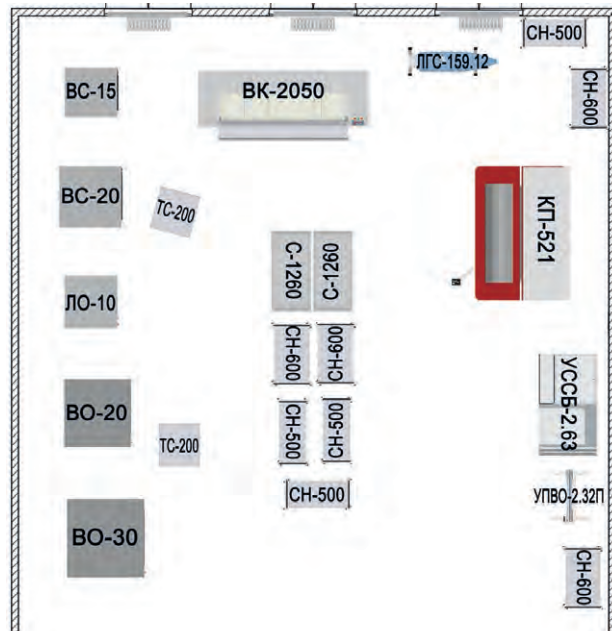 СН-500
ЛГС-159.12
ВС-15
ВК-2050
СН-600
ВС-20
ТС-200
КП-521
С-1260
С-1260
ЛО-10
СН-600
СН-600
УССБ-2.63
ВО-20
СН-500
СН-500
ТС-200
СН-500
УПВО-2.32П
ВО-30
СН-600